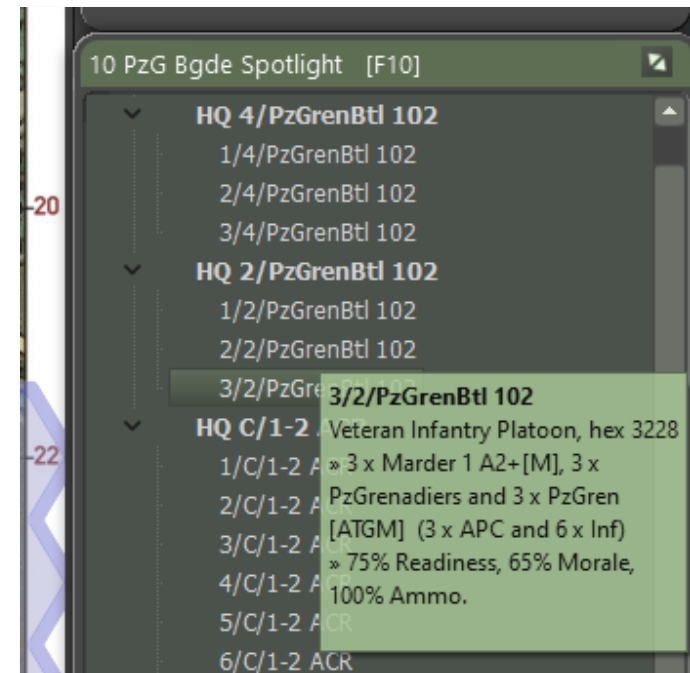 10 PzG Bgde Spotlight [F10]
HQ 4/PzGrenBtl 102
1/4/PzGrenBtl 102
2/4/PzGrenBtl 102
3/4/PzGrenBtl 102
HQ 2/PzGrenBtl 102
1/2/PzGrenBtl 102
2/2/PzGrenBtl 102
3/2/PzGre
HQ C/1-2
1/C/1-2 ACR
2/C/1-2 ACR
3/C/1-2 ACR
4/C/1-2 ACR
5/C/1-2 ACR
6/C/1-2 ACR
3/2/PzGrenBtl 102
Veteran Infantry Platoon, hex 3228
» 3 x Marder 1 A2+[M], 3 x
PzGrenadiers and 3 x PzGren
[ATGM] (3 x APC and 6 x Inf)
» 75% Readiness, 65% Morale,
100% Ammo.
20
22